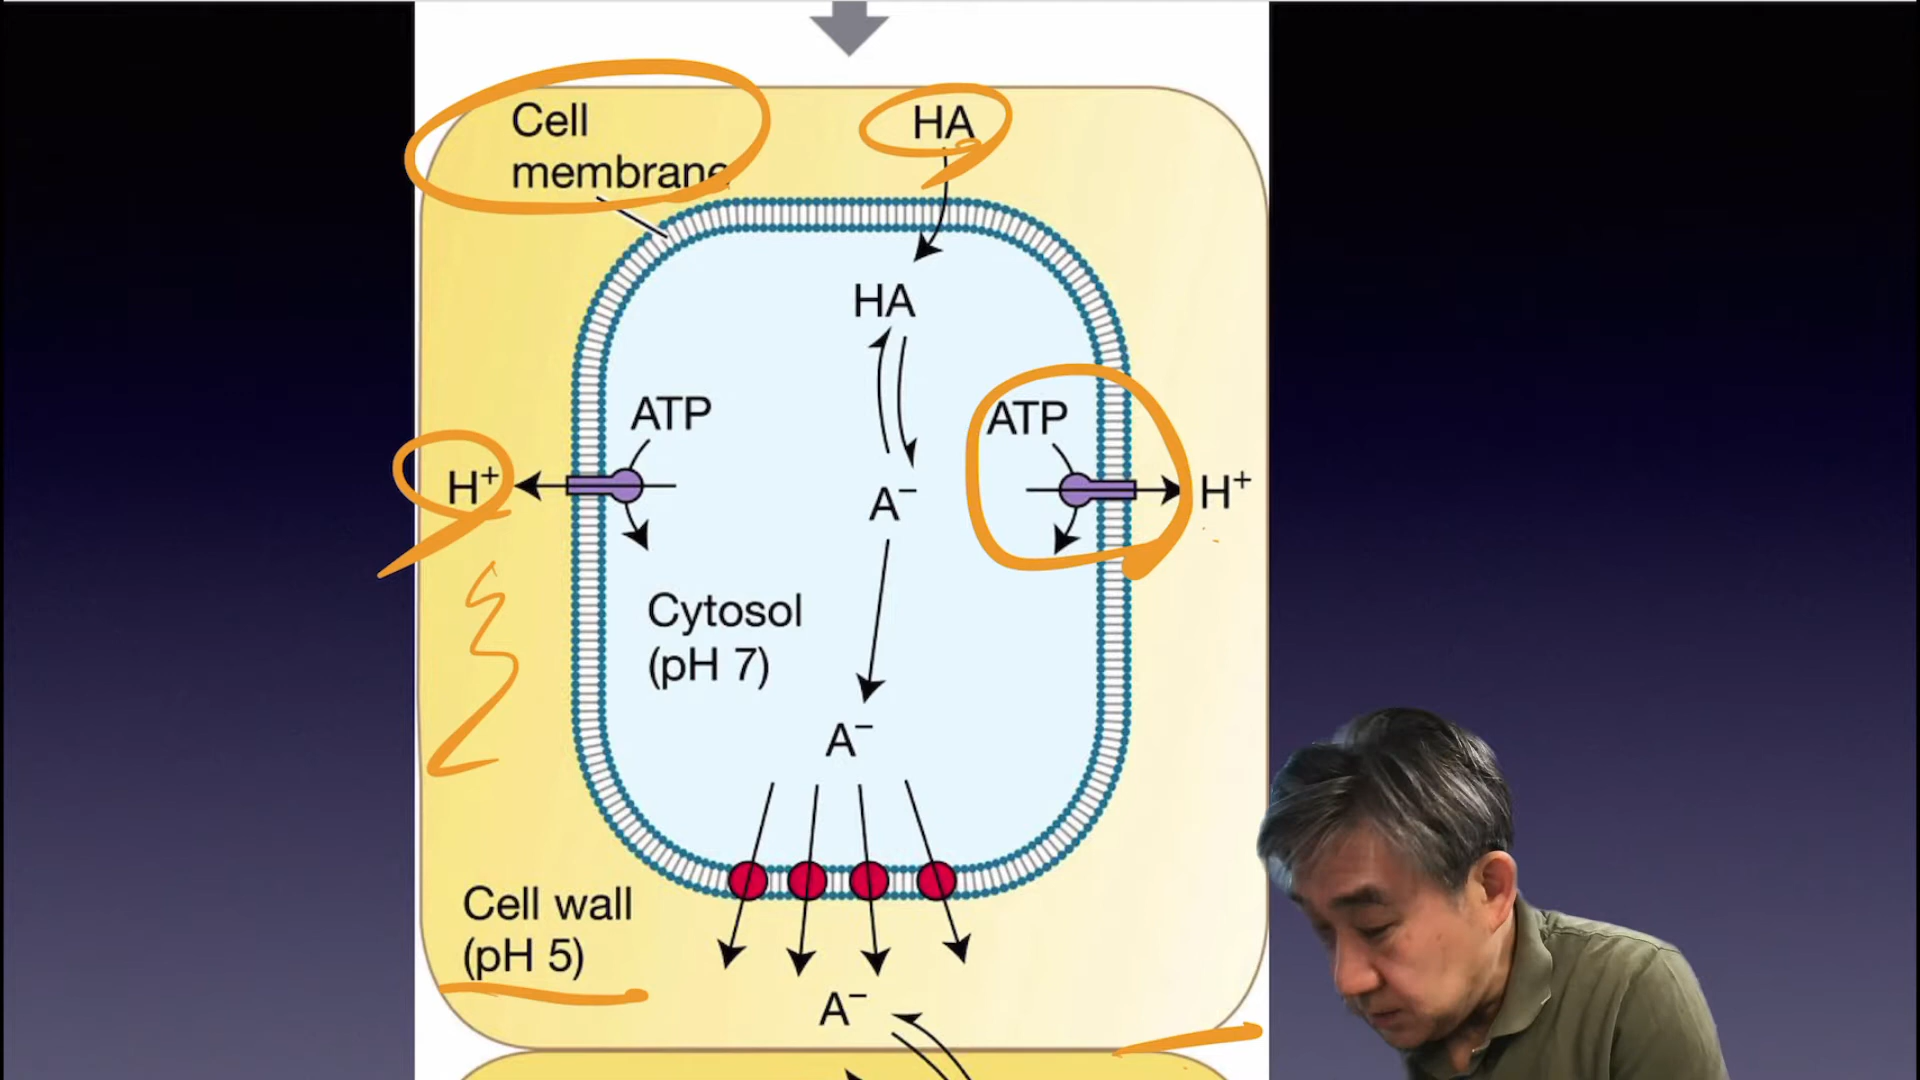 Cell
membrane
HA
HA
ATP
ATP
H⁺
A⁻
H⁺
Cytosol
(pH 7)
A⁻
Cell wall
(pH 5)
A⁻